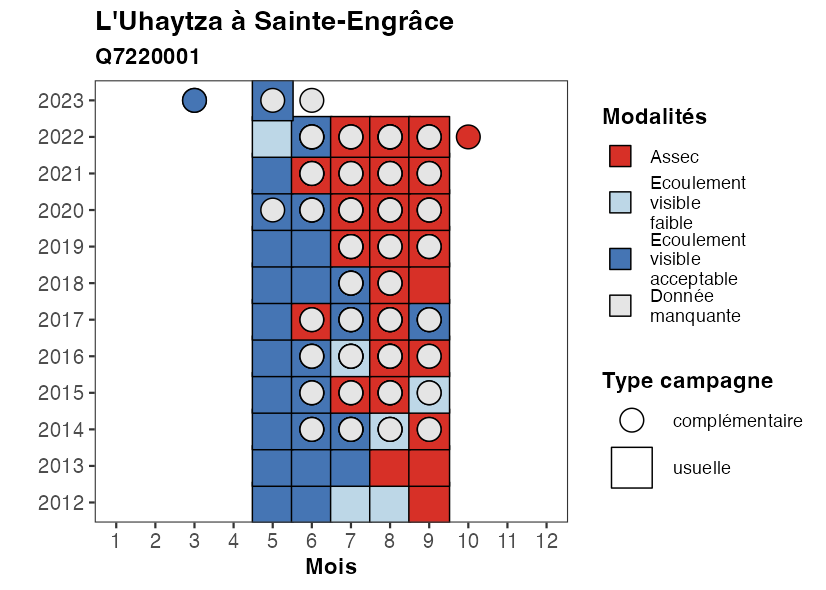 L'Uhaytza à Sainte-Engrâce
Q7220001
2023
2022
2021
2020
2019
2018
2017
2016
2015
2014
2013
2012
1 2 3 4 5 6 7 8 9 10 11 12
Mois
Modalités
Assec
Ecoulement
visible
faible
Ecoulement
visible
acceptable
Donnée
manquante
Type campagne
complémentaire
usuelle